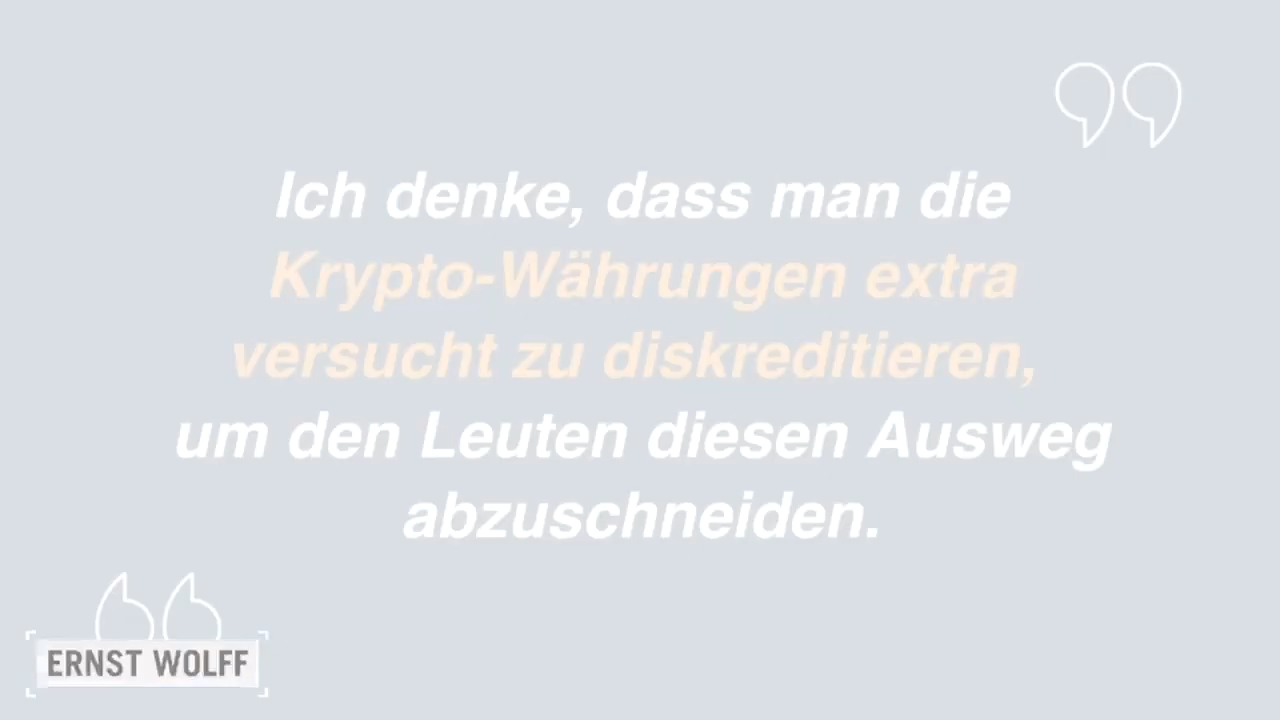 Ich denke, dass man die
Krypto-Währungen extra
versucht zu diskreditieren,
um den Leuten diesen Ausweg
abzuschneiden.
ERNST WOLFF